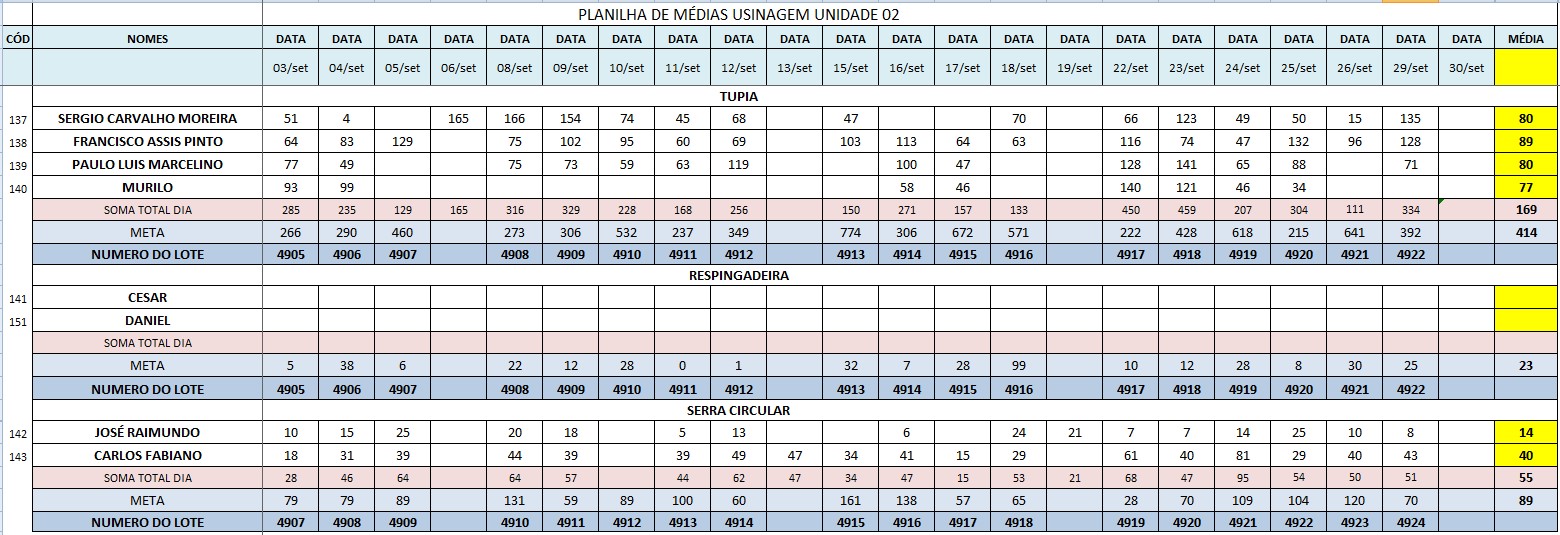 PLANILHA DE MÉDIAS USINAGEM UNIDADE 02
CÓD NOMES DATA DATA DATA DATA DATA DATA DATA DATA DATA DATA DATA DATA DATA DATA DATA DATA DATA DATA DATA DATA DATA DATA MÉDIA
03/set 04/set 05/set 06/set 08/set 09/set 10/set 11/set 12/set 13/set 15/set 16/set 17/set 18/set 19/set 22/set 23/set 24/set 25/set 26/set 29/set 30/set
TUPIA
137 SERGIO CARVALHO MOREIRA 51 4 165 166 154 74 45 68 47 70 66 123 49 50 15 135 80
138 FRANCISCO ASSIS PINTO 64 83 129 75 102 95 60 69 103 113 64 63 116 74 47 132 96 128 89
139 PAULO LUIS MARCELINO 77 49 75 73 59 63 119 100 47 128 141 65 88 71 80
140 MURILO 93 99 58 46 140 121 46 34 77
SOMA TOTAL DIA 285 235 129 165 316 329 228 168 256 150 271 157 133 450 459 207 304 111 334 169
META 266 290 460 273 306 532 237 349 774 306 672 571 222 428 618 215 641 392 414
NUMERO DO LOTE 4905 4906 4907 4908 4909 4910 4911 4912 4913 4914 4915 4916 4917 4918 4919 4920 4921 4922
RESPINGADEIRA
141 CESAR
151 DANIEL
SOMA TOTAL DIA
META 5 38 6 22 12 28 0 1 32 7 28 99 10 12 28 8 30 25 23
NUMERO DO LOTE 4905 4906 4907 4908 4909 4910 4911 4912 4913 4914 4915 4916 4917 4918 4919 4920 4921 4922
SERRA CIRCULAR
142 JOSÉ RAIMUNDO 10 15 25 20 18 5 13 6 24 21 7 7 14 25 10 8 14
143 CARLOS FABIANO 18 31 39 44 39 39 49 47 34 41 15 29 61 40 81 29 40 43 40
SOMA TOTAL DIA 28 46 64 64 57 44 62 47 34 47 15 53 21 68 47 95 54 50 51 55
META 79 79 89 131 59 89 100 60 161 138 57 65 28 70 109 104 120 70 89
NUMERO DO LOTE 4907 4908 4909 4910 4911 4912 4913 4914 4915 4916 4917 4918 4919 4920 4921 4922 4923 4924